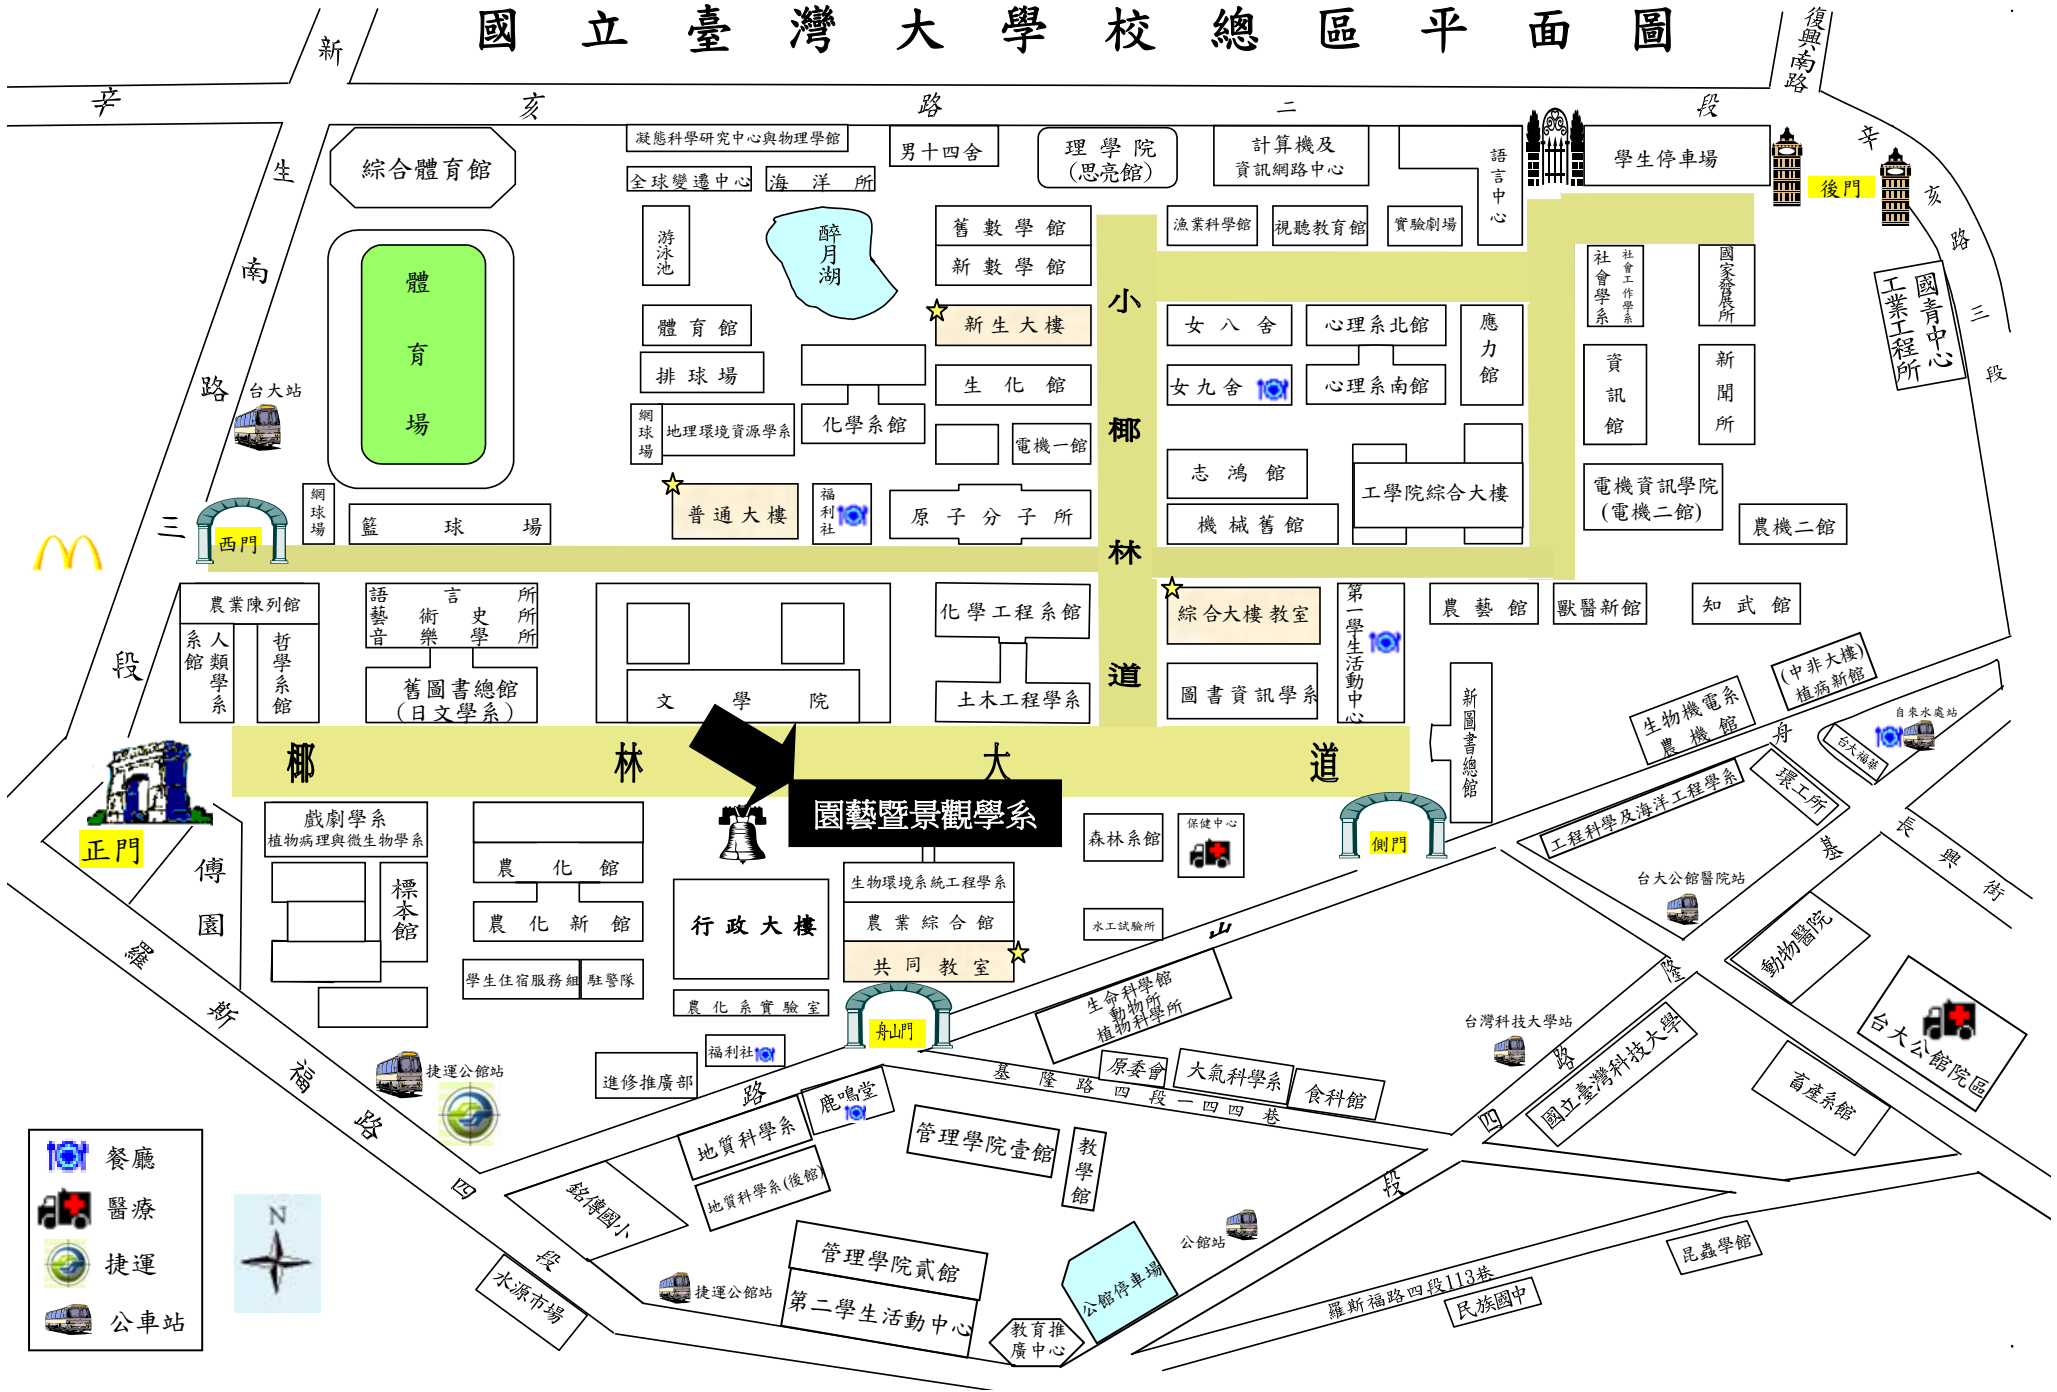 國立臺灣大學校總區平面圖
復興南路
新生南路三段
辛亥路二段
辛亥路三段
綜合體育館
凝態科學研究中心與物理學館
男十四舍
理學院
(思亮館)
計算機及
資訊網路中心
語言中心
學生停車場
後門
全球變遷中心
海洋所
體育場
游泳池
醉月湖
舊數學館
新數學館
漁業科學館
視聽教育館
實驗劇場
社會學系
社會工作學系
國家發展所
國青中心
工業工程所
小椰林道
體育館
新生大樓
女八舍
心理系北館
應力館
排球場
生化館
女九舍
心理系南館
資訊館
新聞所
台大站
網球場
地理環境資源學系
化學系館
電機一館
志鴻館
工學院綜合大樓
電機資訊學院
(電機二館)
網球場
籃球場
普通大樓
福利社
原子分子所
機械舊館
農機二館
西門
農業陳列館
人類學系
系館
哲學系館
語言所
藝術史所
音樂學所
舊圖書總館
(日文學系)
文學院
化學工程系館
土木工程學系
綜合大樓教室
圖書資訊學系
第一學生活動中心
農藝館
獸醫新館
知武館
新圖書總館
生物機電系
農機館
(中非大樓)
植病新館
自來水處站
台大福華
椰林大道
園藝暨景觀學系
正門
傅園
戲劇學系
植物病理與微生物學系
標本館
農化館
農化新館
行政大樓
生物環境系統工程學系
農業綜合館
共同教室
森林系館
保健中心
水工試驗所
側門
工程科學及海洋工程學系
環工所
長興街
台大公館醫院站
動物醫院
台大公館院區
學生住宿服務組
駐警隊
農化系實驗室
舟山門
舟山路
生命科學館
動物所
植物科學所
台灣科技大學站
國立臺灣科技大學
畜產系館
羅斯福路四段
捷運公館站
進修推廣部
福利社
鹿鳴堂
基隆路四段一四四巷
原委會
大氣科學系
食科館
基隆路四段
地質科學系
地質科學系(後館)
管理學院壹館
教學館
銘傳國小
水源市場
捷運公館站
管理學院貳館
第二學生活動中心
教育推
廣中心
公館停車場
公館站
羅斯福路四段113巷
民族國中
昆蟲學館
餐廳
醫療
捷運
公車站
N